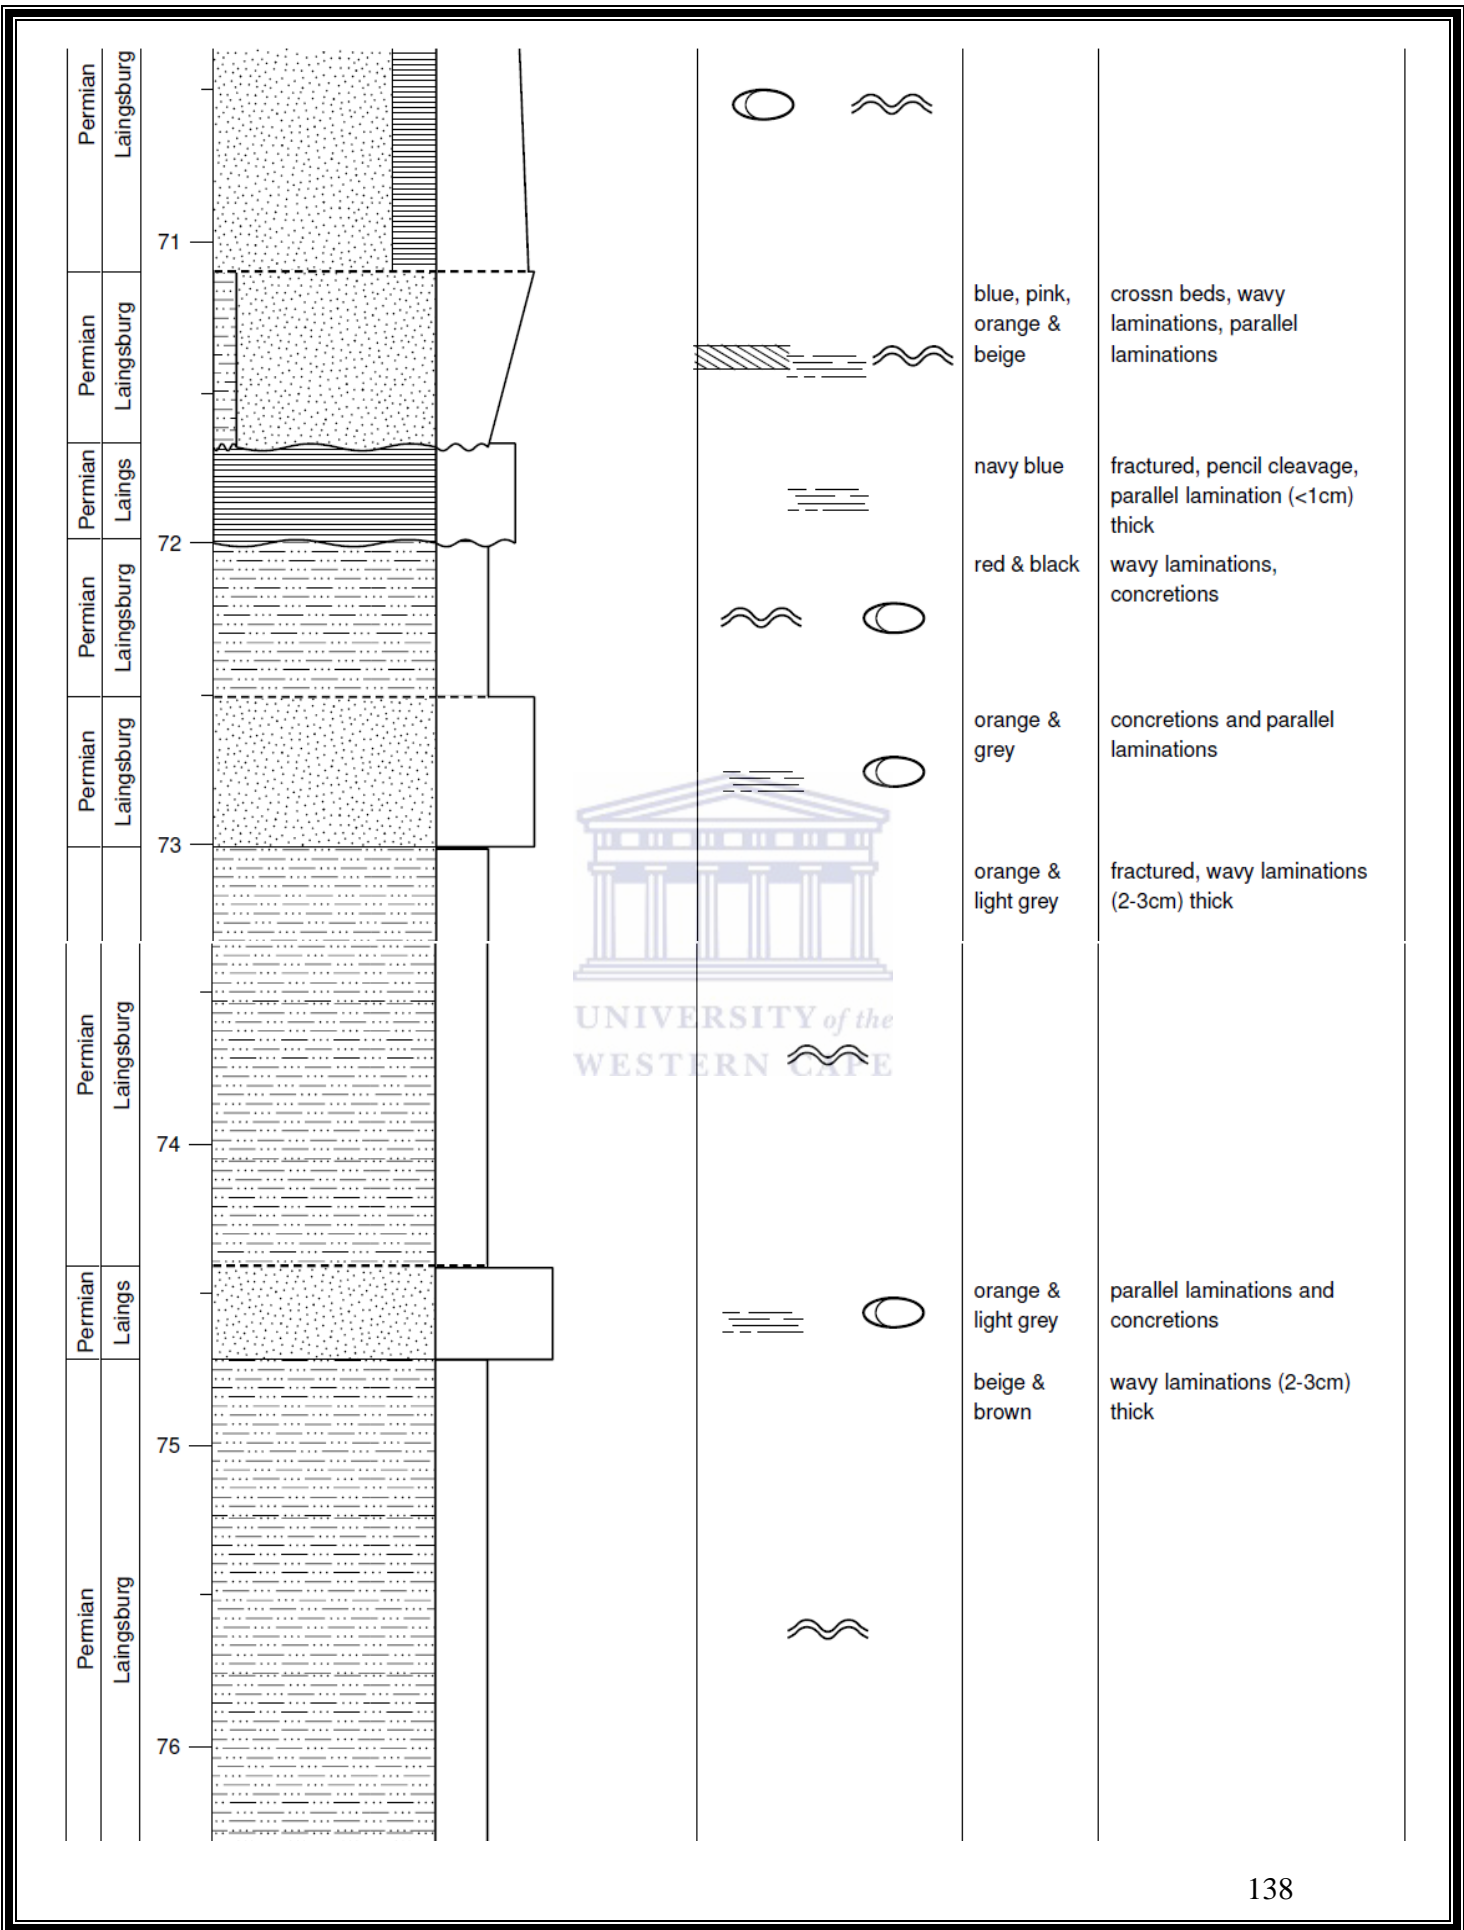 Permian
Laingsburg
71
Permian
Laingsburg
blue, pink,
orange &
beige
crossn beds, wavy
laminations, parallel
laminations
Permian
Laings
navy blue
fractured, pencil cleavage,
parallel lamination (<1cm)
thick
72
Permian
Laingsburg
red & black
wavy laminations,
concretions
Permian
Laingsburg
orange &
grey
concretions and parallel
laminations
73
orange &
light grey
fractured, wavy laminations
(2-3cm) thick
UNIVERSITY of the
WESTERN CAPE
Permian
Laingsburg
74
Permian
Laings
orange &
light grey
parallel laminations and
concretions
beige &
brown
wavy laminations (2-3cm)
thick
75
Permian
Laingsburg
76
138